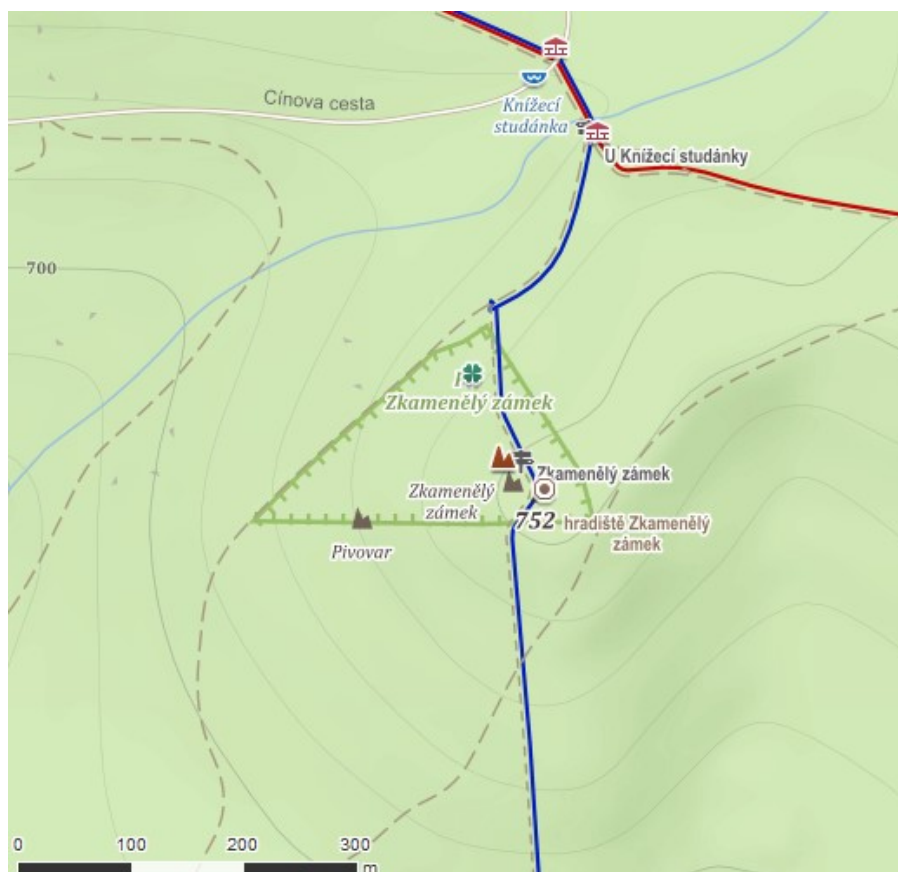 Cínova cesta
Knížecí
studánka
U Knížecí studánky
700
Zkamenělý zámek
Zkamenělý zámek
Zkamenělý
zámek
752
hradiště Zkamenělý
zámek
Pivovar
0 100 200 300
m